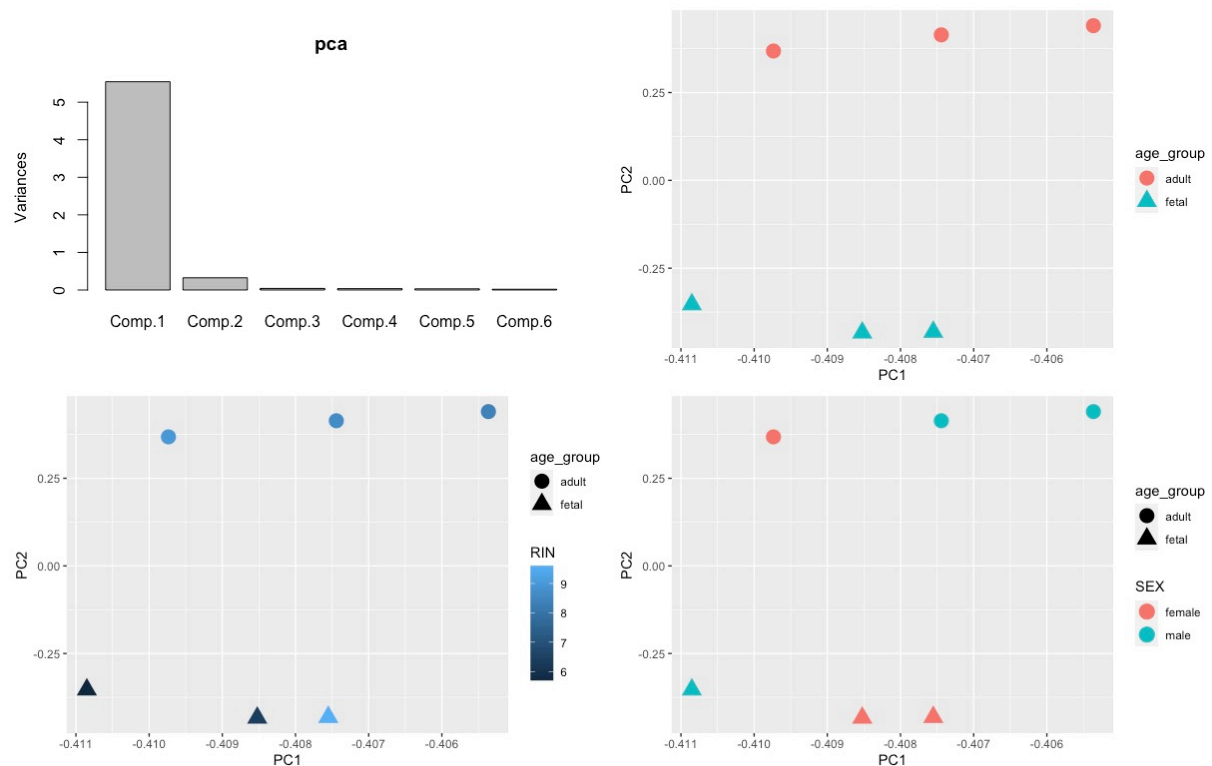 pca
Variances
5
4
3
2
1
0
Comp.1 Comp.2 Comp.3 Comp.4 Comp.5 Comp.6
PC2
0.25
0.00
-0.25
-0.411 -0.410 -0.409 -0.408 -0.407 -0.406
PC1
age_group
adult
fetal
PC2
0.25
0.00
-0.25
-0.411 -0.410 -0.409 -0.408 -0.407 -0.406
PC1
age_group
adult
fetal
RIN
9
8
7
6
PC2
0.25
0.00
-0.25
-0.411 -0.410 -0.409 -0.408 -0.407 -0.406
PC1
age_group
adult
fetal
SEX
female
male